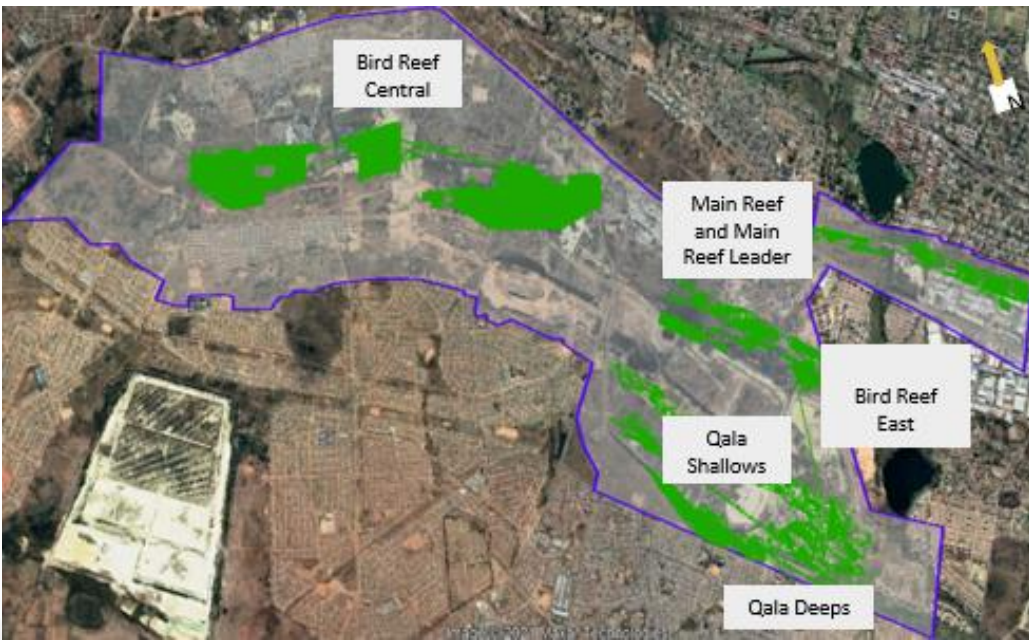 Bird Reef
Central
N
Main Reef
and Main
Reef Leader
Bird Reef
East
Qala
Shallows
Qala Deeps